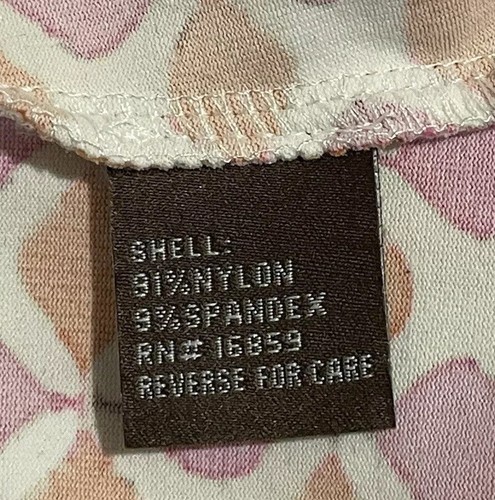 SHELL:
91%NYLON
9%SPANDEX
RN# 16859
REVERSE FOR CARE